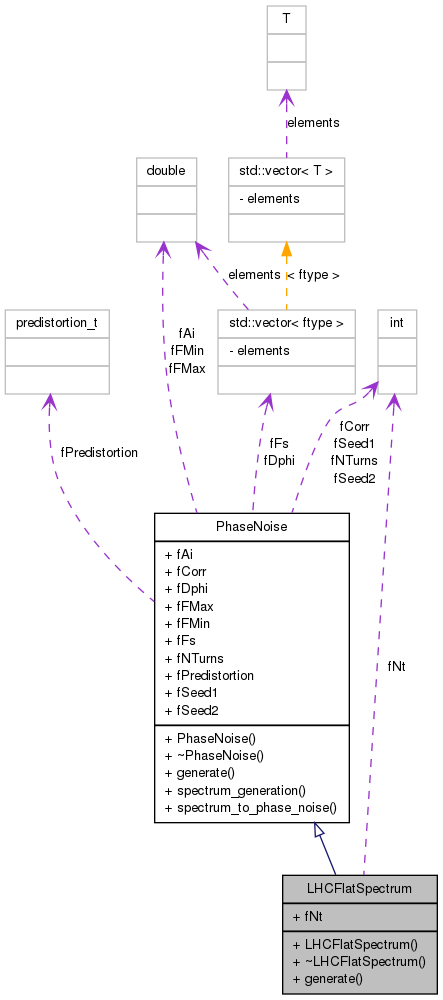 T
elements
double
std::vector< T >
- elements
elements
< ftype >
predistortion_t
std::vector< ftype >
- elements
int
fAi
fFMin
fFMax
fPredistortion
fFs
fDphi
fCorr
fSeed1
fNTurns
fSeed2
PhaseNoise
+ fAi
+ fCorr
+ fDphi
+ fFMax
+ fFMin
+ fFs
+ fNTurns
+ fPredistortion
+ fSeed1
+ fSeed2
+ PhaseNoise()
+ ~PhaseNoise()
+ generate()
+ spectrum_generation()
+ spectrum_to_phase_noise()
fNt
LHCFlatSpectrum
+ fNt
+ LHCFlatSpectrum()
+ ~LHCFlatSpectrum()
+ generate()